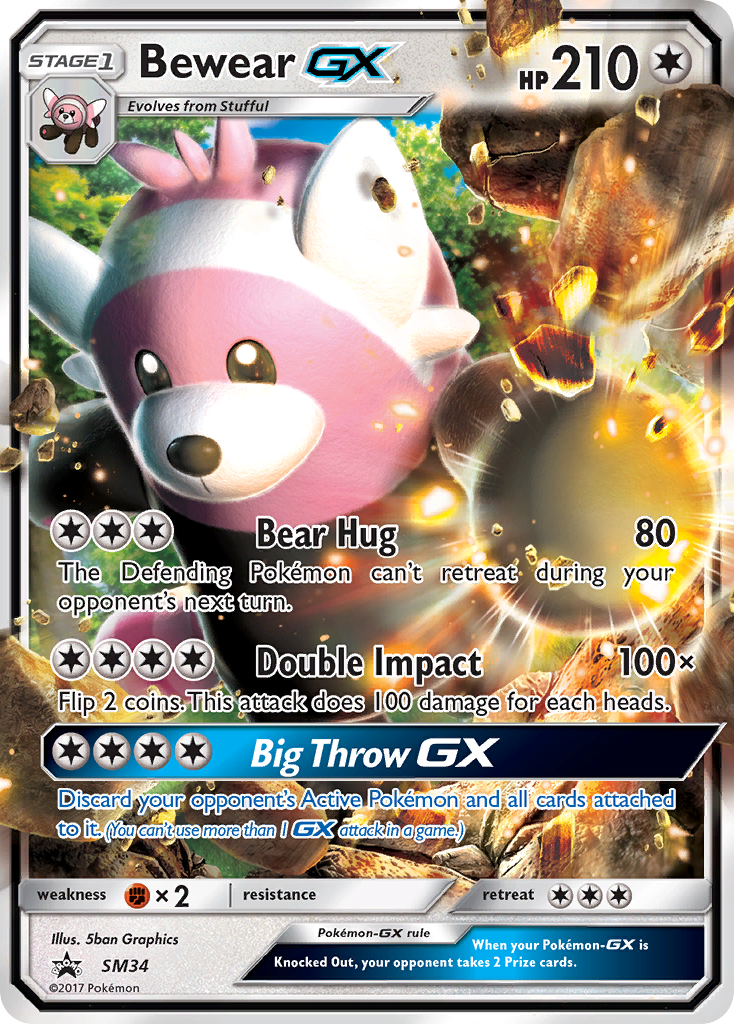 STAGE1
Bewear GX
HP210
Evolves from Stufful
Bear Hug 80
The Defending Pokémon can't retreat during your
opponent's next turn.
Double Impact 100×
Flip 2 coins. This attack does 100 damage for each heads.
Big Throw GX
Discard your opponent's Active Pokémon and all cards attached
to it. (You can't use more than 1 GX attack in a game.)
weakness × 2 resistance retreat
Illus. 5ban Graphics
PROMO SM34
©2017 Pokémon
Pokémon-GX rule
When your Pokémon-GX is
Knocked Out, your opponent takes 2 Prize cards.